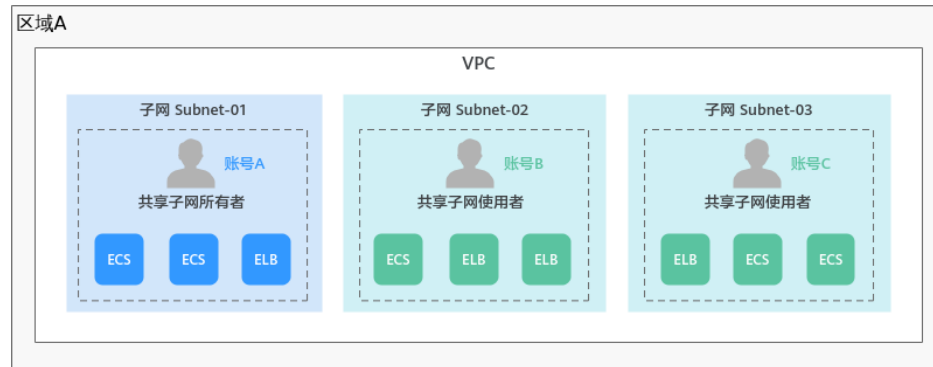 区域A
VPC
子网 Subnet-01
子网 Subnet-02
子网 Subnet-03
账号A
账号B
账号C
共享子网所有者
共享子网使用者
共享子网使用者
ECS
ECS
ELB
ECS
ELB
ELB
ELB
ECS
ECS